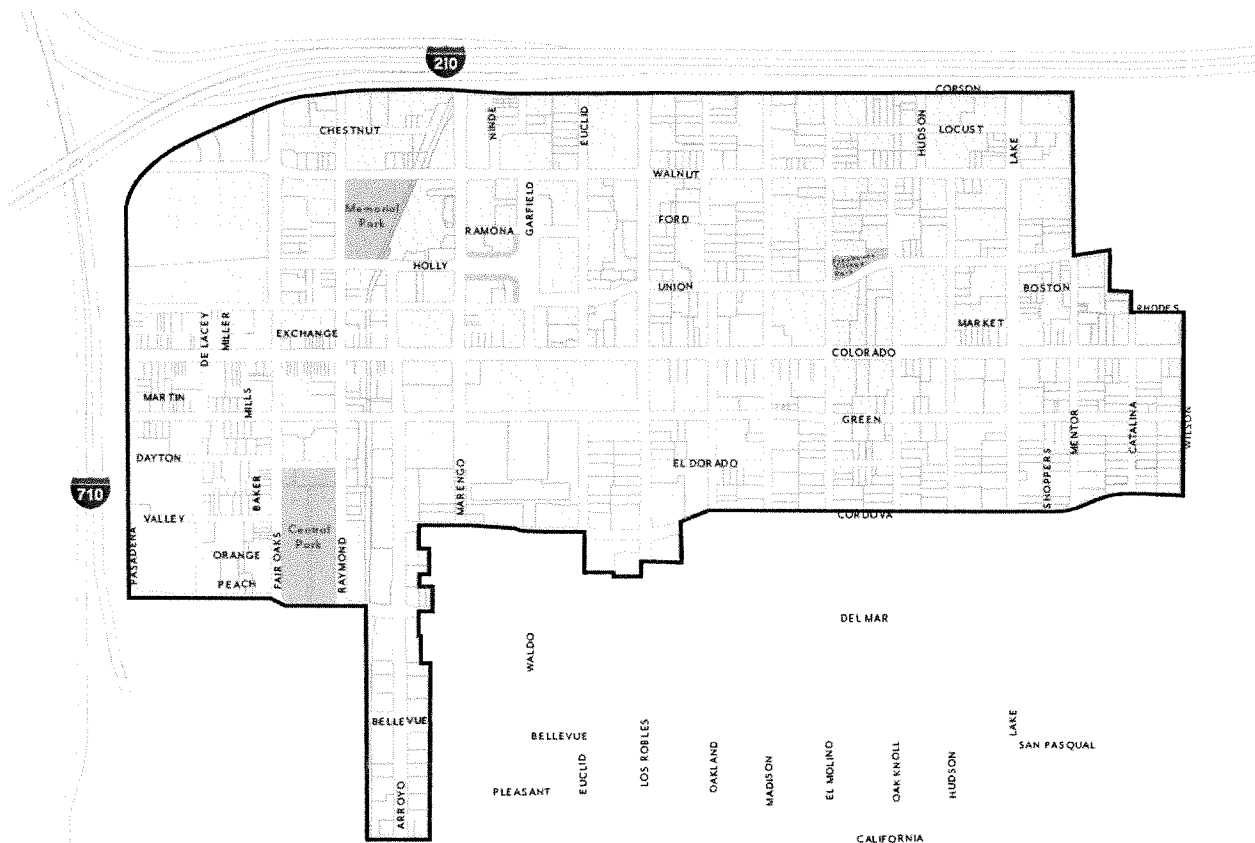 210
CORSON
CHESTNUT
NINDE
EUCLID
HUDSON
LOCUST
LAKE
WALNUT
Memorial
Park
GARFIELD
FORD
RAMONA
HOLLY
UNION
BOSTON
RHODES
DE LACEY
MILLER
EXCHANGE
MARKET
COLORADO
MARTIN
MILLS
GREEN
MENTOR
CATALINA
WILSON
DAYTON
EL DORADO
710
BAKER
MARENGO
SHOPPERS
VALLEY
CORDOVA
Central
Park
PASADENA
ORANGE
FAIR OAKS
RAYMOND
PEACH
DEL MAR
WALDO
BELLEVUE
BELLEVUE
LAKE
SAN PASQUAL
EUCLID
LOS ROBLES
OAKLAND
MADISON
EL MOLINO
OAK KNOLL
HUDSON
PLEASANT
ARROYO
CALIFORNIA